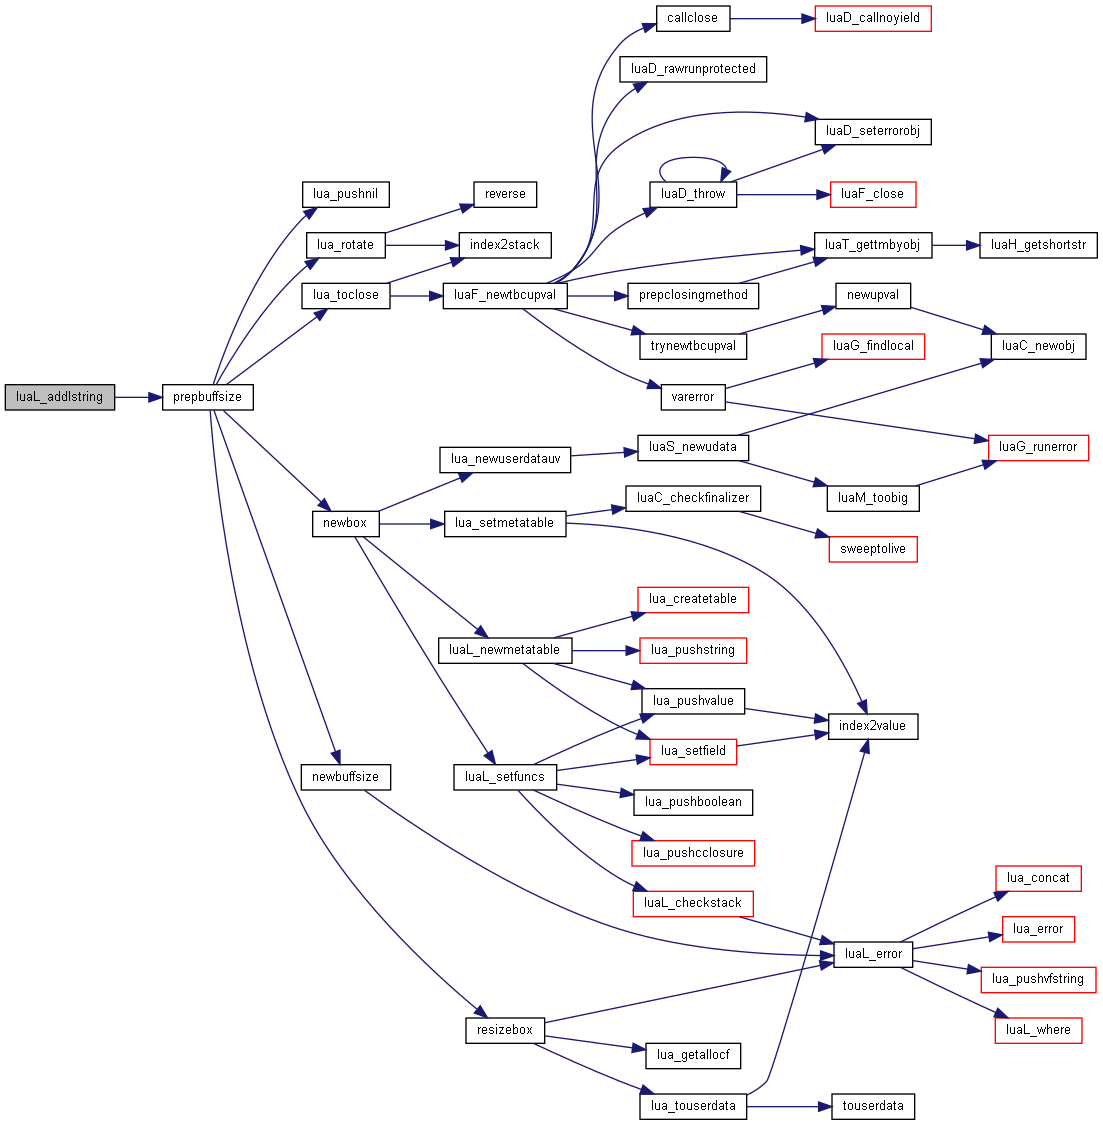 callclose
luaD_callnoyield
luaD_rawrunprotected
luaD_seterrorobj
lua_pushnil
reverse
luaD_throw
luaF_close
lua_rotate
index2stack
luaT_gettmbyobj
luaH_getshortstr
lua_toclose
luaF_newtbcupval
prepclosingmethod
newupval
trynewtbcupval
luaG_findlocal
luaC_newobj
luaL_addlstring
prepbuffsize
varerror
luaS_newudata
luaG_runerror
lua_newuserdatauv
luaM_toobig
luaC_checkfinalizer
newbox
lua_setmetatable
sweeptolive
lua_createtable
luaL_newmetatable
lua_pushstring
lua_pushvalue
index2value
lua_setfield
newbuffsize
luaL_setfuncs
lua_pushboolean
lua_pushcclosure
lua_concat
luaL_checkstack
lua_error
luaL_error
lua_pushvfstring
resizebox
luaL_where
lua_getallocf
lua_touserdata
touserdata